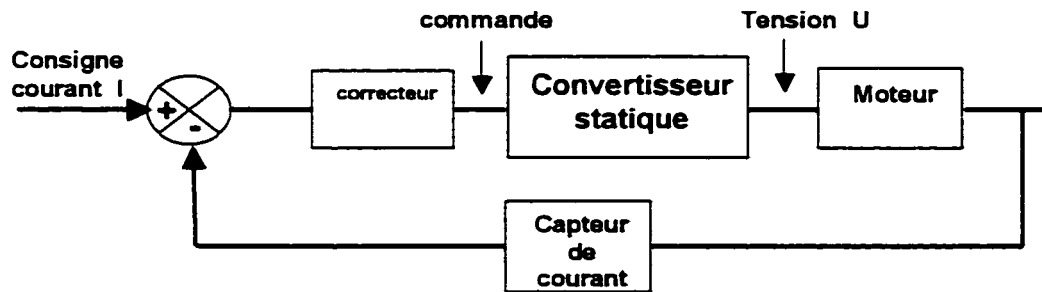 commande
Tension U
Consigne
courant I
+
-
correcteur
Convertisseur
statique
Moteur
Capteur
de
courant